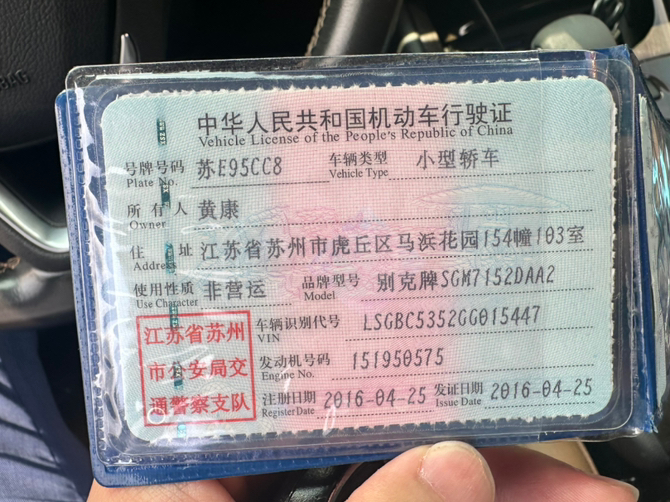 中华人民共和国机动车行驶证
Vehicle License of the People's Republic of China
号牌号码 苏E95CC8 车辆类型 小型轿车
Plate No. Vehicle Type
所有人 黄康
Owner
住址 江苏省苏州市虎丘区马浜花园154幢103室
Address
使用性质 非营运 品牌型号 别克牌SGM7152DAA2
Use Character Model
江苏省苏州
市公安局交
通警察支队
车辆识别代号 LSGBC5352GG015447
VIN
发动机号码 151950575
Engine No.
注册日期 2016-04-25 发证日期 2016-04-25
Register Date Issue Date